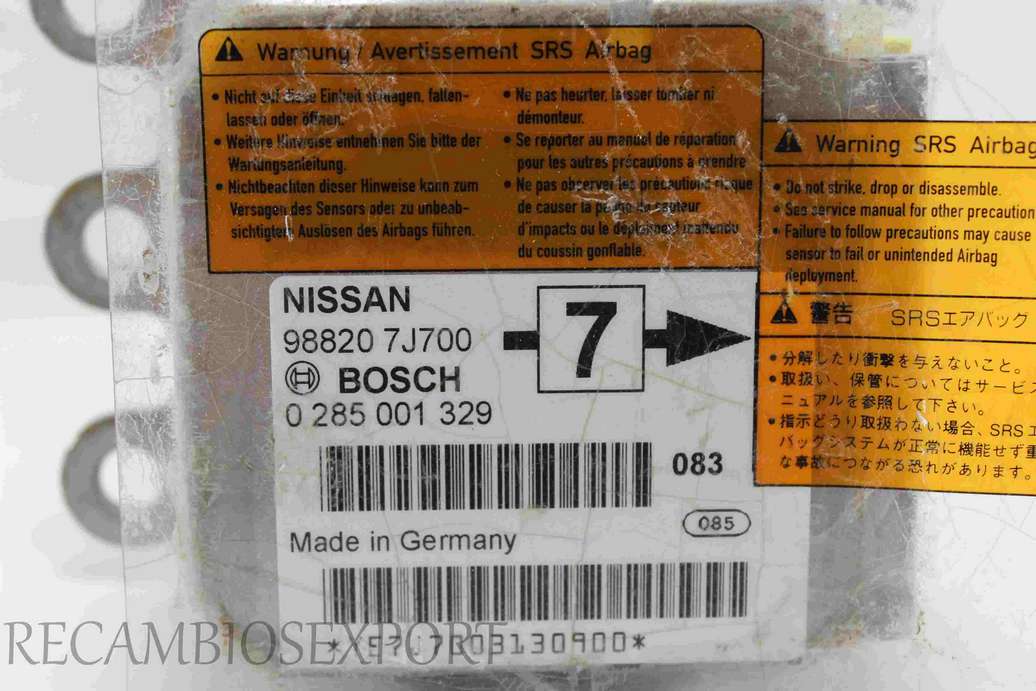 Warnung / Avertissement SRS Airbag
• Nicht auf diese Einheit schlagen, fallen-
lassen oder öffnen.
• Weitere Hinweise entnehmen Sie bitte der
Wartungsanleitung.
• Nichtbeachten dieser Hinweise kann zum
Versagen des Sensors oder zu unbeab-
sichtigtem Auslösen des Airbags führen.
• Ne pas heurter, laisser tomber ni
démonteur.
• Se reporter au manuel de réparation
pour les autres précautions à prendre
• Ne pas observer les précautions risque
de causer la panne du capteur
d'impacts ou le déploiement inattendu
du coussin gonflable.
Warning SRS Airbag
• Do not strike, drop or disassemble.
• See service manual for other precaution
• Failure to follow precautions may cause
sensor to fail or unintended Airbag
deployment.
警告 SRSエアバッグ
• 分解したり衝撃を与えないこと。
• 取扱い、保管についてはサービス
ニュアルを参照して下さい。
• 指示どうり取扱わない場合、SRSエ
バッグシステムが正常に機能せず重
な事故につながる恐れがあります。
NISSAN
98820 7J700
7
BOSCH
0 285 001 329
083
085
Made in Germany
RECAMBIOSEXPORT